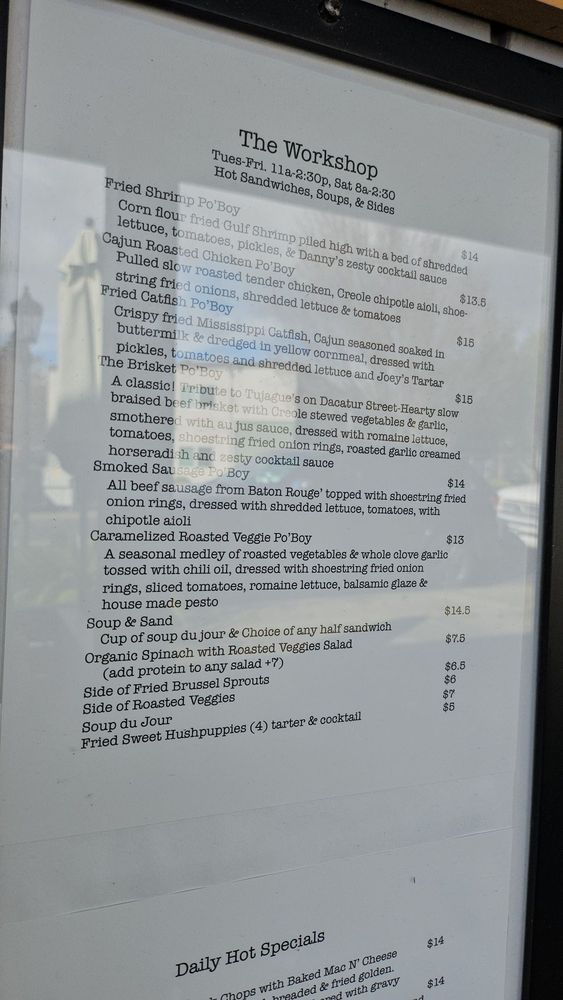 The Workshop
Tues-Fri. 11a-2:30p, Sat 8a-2:30
Hot Sandwiches, Soups, & Sides
Fried Shrimp Po'Boy $14
Corn flour fried Gulf Shrimp piled high with a bed of shredded
lettuce, tomatoes, pickles, & Danny's zesty cocktail sauce
Cajun Roasted Chicken Po'Boy $13.5
Pulled slow roasted tender chicken, Creole chipotle aioli, shoe-
string fried onions, shredded lettuce & tomatoes
Fried Catfish Po'Boy $15
Crispy fried Mississippi Catfish, Cajun seasoned soaked in
buttermilk & dredged in yellow cornmeal, dressed with
pickles, tomatoes and shredded lettuce and Joey's Tartar
The Brisket Po'Boy $15
A classic! Tribute to Tujague's on Dacatur Street-Hearty slow
braised beef brisket with Creole stewed vegetables & garlic,
smothered with au jus sauce, dressed with romaine lettuce,
tomatoes, shoestring fried onion rings, roasted garlic creamed
horseradish and zesty cocktail sauce
Smoked Sausage Po'Boy $14
All beef sausage from Baton Rouge' topped with shoestring fried
onion rings, dressed with shredded lettuce, tomatoes, with
chipotle aioli
Caramelized Roasted Veggie Po'Boy $13
A seasonal medley of roasted vegetables & whole clove garlic
tossed with chili oil, dressed with shoestring fried onion
rings, sliced tomatoes, romaine lettuce, balsamic glaze &
house made pesto
Soup & Sand $14.5
Cup of soup du jour & Choice of any half sandwich
Organic Spinach with Roasted Veggies Salad $7.5
(add protein to any salad +7)
Side of Fried Brussel Sprouts $6.5
Side of Roasted Veggies $6
Soup du Jour $7
Fried Sweet Hushpuppies (4) tarter & cocktail $5
Daily Hot Specials
Chops with Baked Mac N' Cheese $14
breaded & fried golden.
with gravy $14